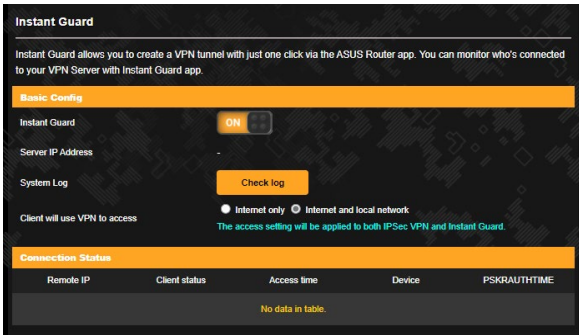 Instant Guard
Instant Guard allows you to create a VPN tunnel with just one click via the ASUS Router app. You can monitor who's connected
to your VPN Server with Instant Guard app.
Basic Config
Instant Guard
ON
Server IP Address
-
System Log
Check log
Client will use VPN to access
Internet only Internet and local network
The access setting will be applied to both IPSec VPN and Instant Guard.
Connection Status
Remote IP Client status Access time Device PSKRAUTHTIME
No data in table.